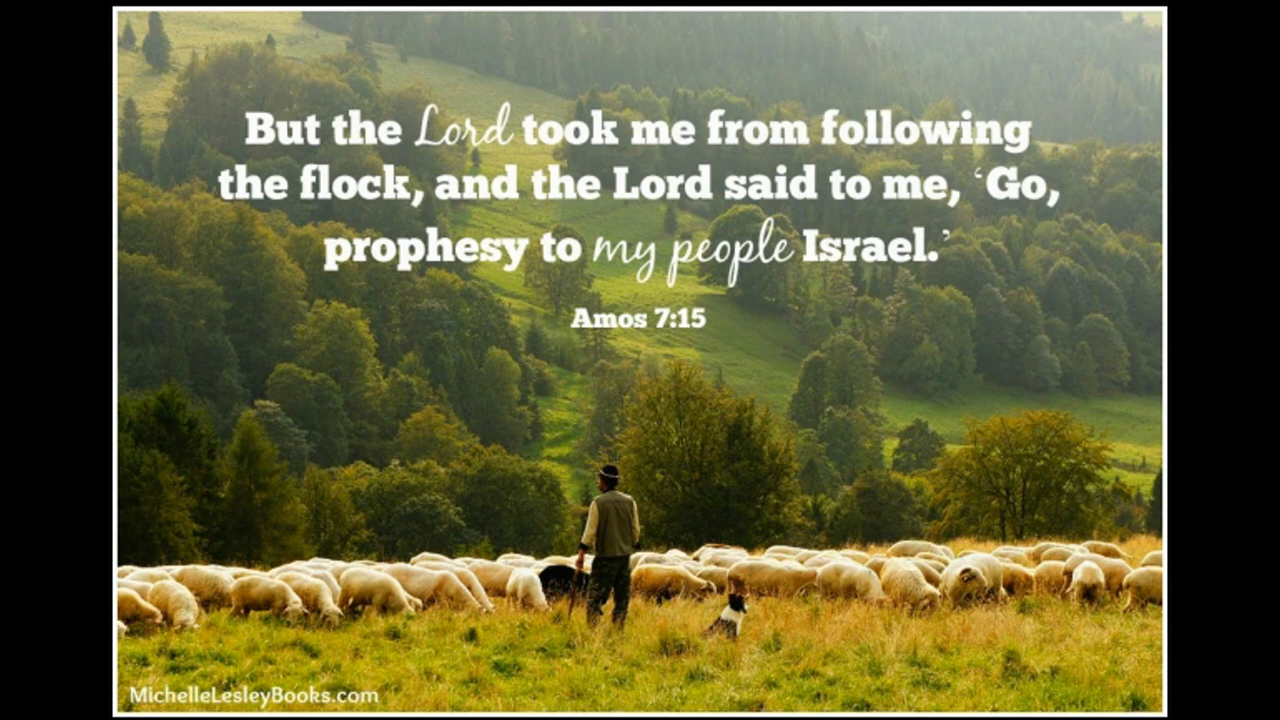 But the Lord took me from following
the flock, and the Lord said to me, ‘Go,
prophesy to my people Israel.’
Amos 7:15
MichelleLesleyBooks.com